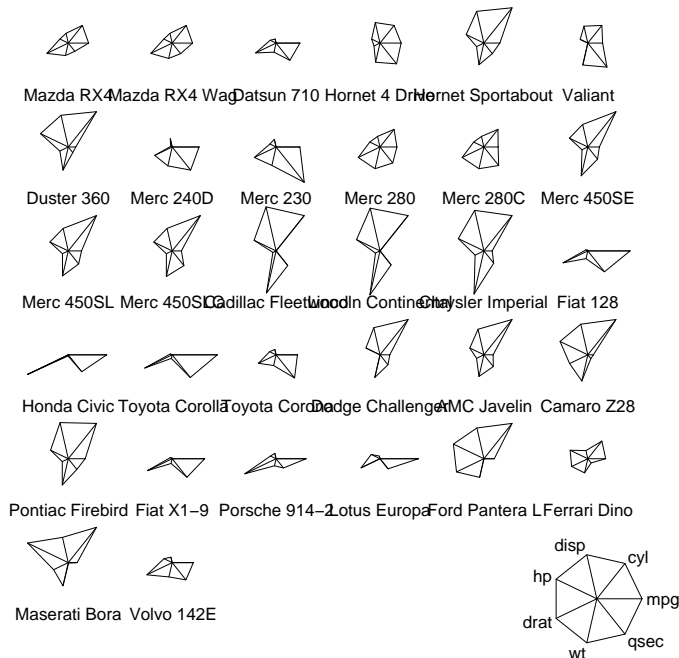 Mazda RX4 Mazda RX4 Wag Datsun 710 Hornet 4 Drive Hornet Sportabout Valiant
Duster 360 Merc 240D Merc 230 Merc 280 Merc 280C Merc 450SE
Merc 450SL Merc 450SLC Cadillac Fleetwood Lincoln Continental Chrysler Imperial Fiat 128
Honda Civic Toyota Corolla Toyota Corona Dodge Challenger AMC Javelin Camaro Z28
Pontiac Firebird Fiat X1−9 Porsche 914−2 Lotus Europa Ford Pantera L Ferrari Dino
Maserati Bora Volvo 142E
disp
cyl
hp
mpg
drat
qsec
wt